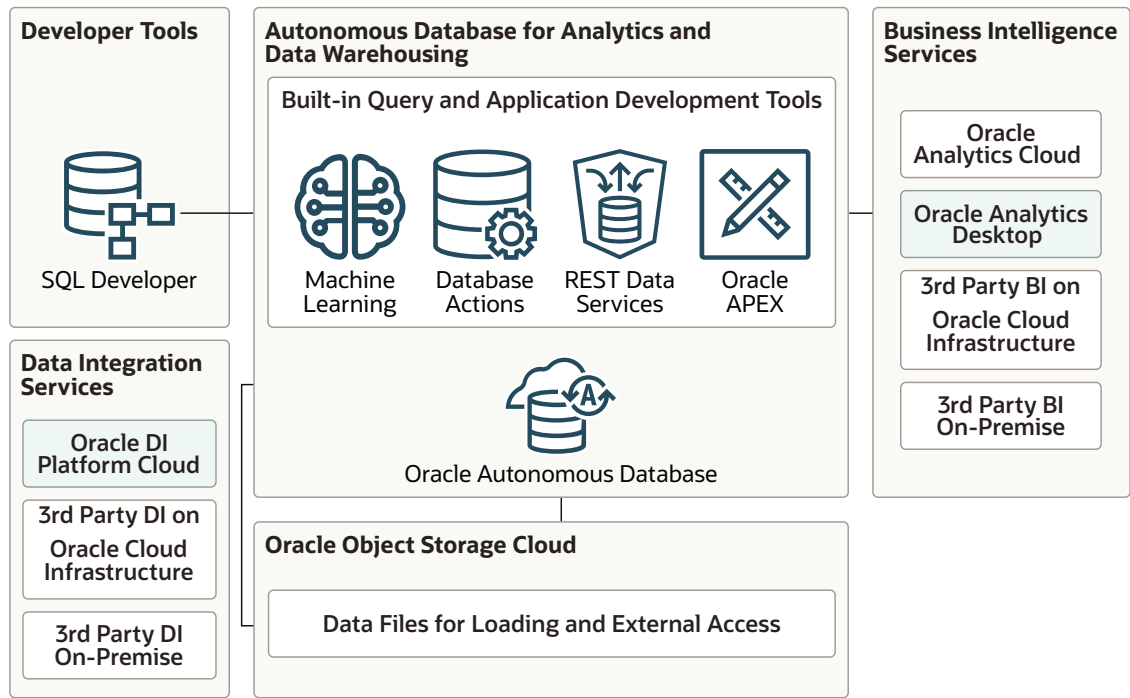 Developer Tools
SQL Developer
Data Integration
Services
Oracle DI
Platform Cloud
3rd Party DI on
Oracle Cloud
Infrastructure
3rd Party DI
On-Premise
Autonomous Database for Analytics and
Data Warehousing
Built-in Query and Application Development Tools
Machine
Learning
Database
Actions
REST Data
Services
Oracle
APEX
A
Oracle Autonomous Database
Oracle Object Storage Cloud
Data Files for Loading and External Access
Business Intelligence
Services
Oracle
Analytics Cloud
Oracle Analytics
Desktop
3rd Party BI on
Oracle Cloud
Infrastructure
3rd Party BI
On-Premise